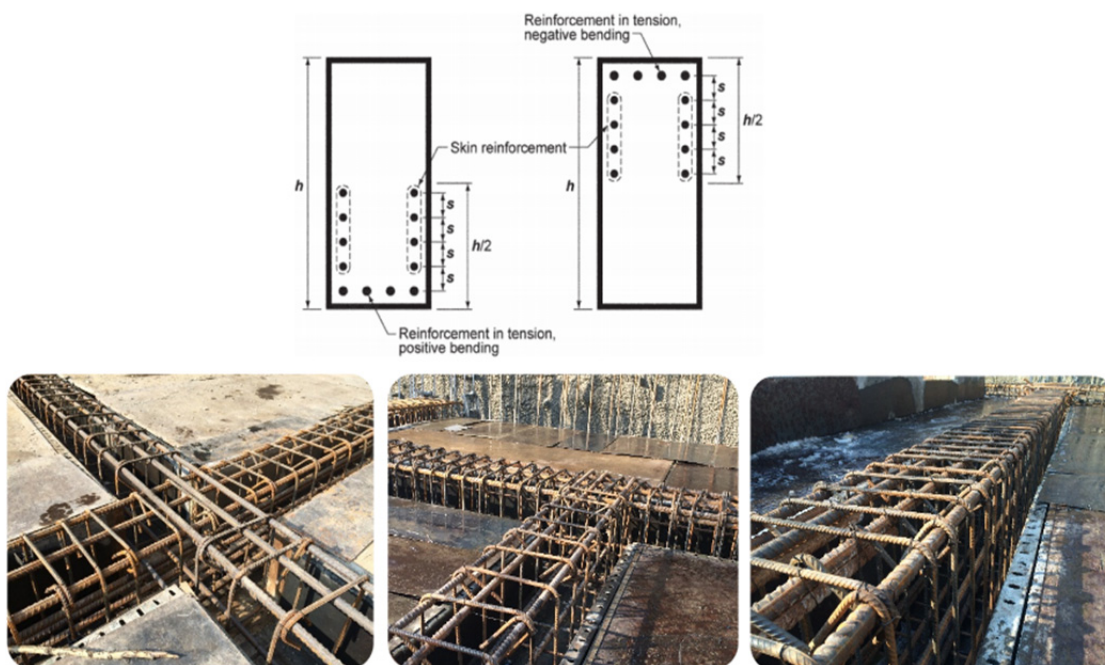 Reinforcement in tension,
negative bending
h
h
s
s
s
s
h/2
Skin reinforcement
s
s
s
s
h/2
Reinforcement in tension,
positive bending